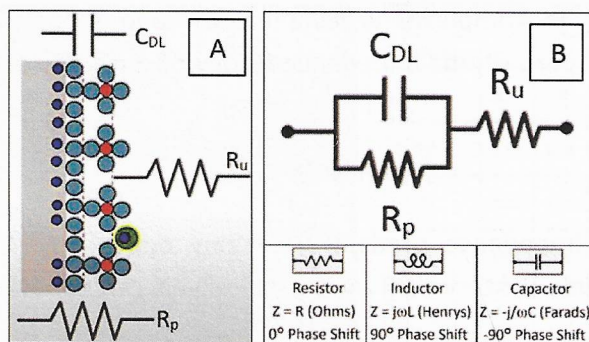 C_DL
A
R_u
R_p
B
C_DL
R_u
R_p
Resistor
Z = R (Ohms)
0° Phase Shift
Inductor
Z = jωL (Henrys)
90° Phase Shift
Capacitor
Z = -j/ωC (Farads)
-90° Phase Shift